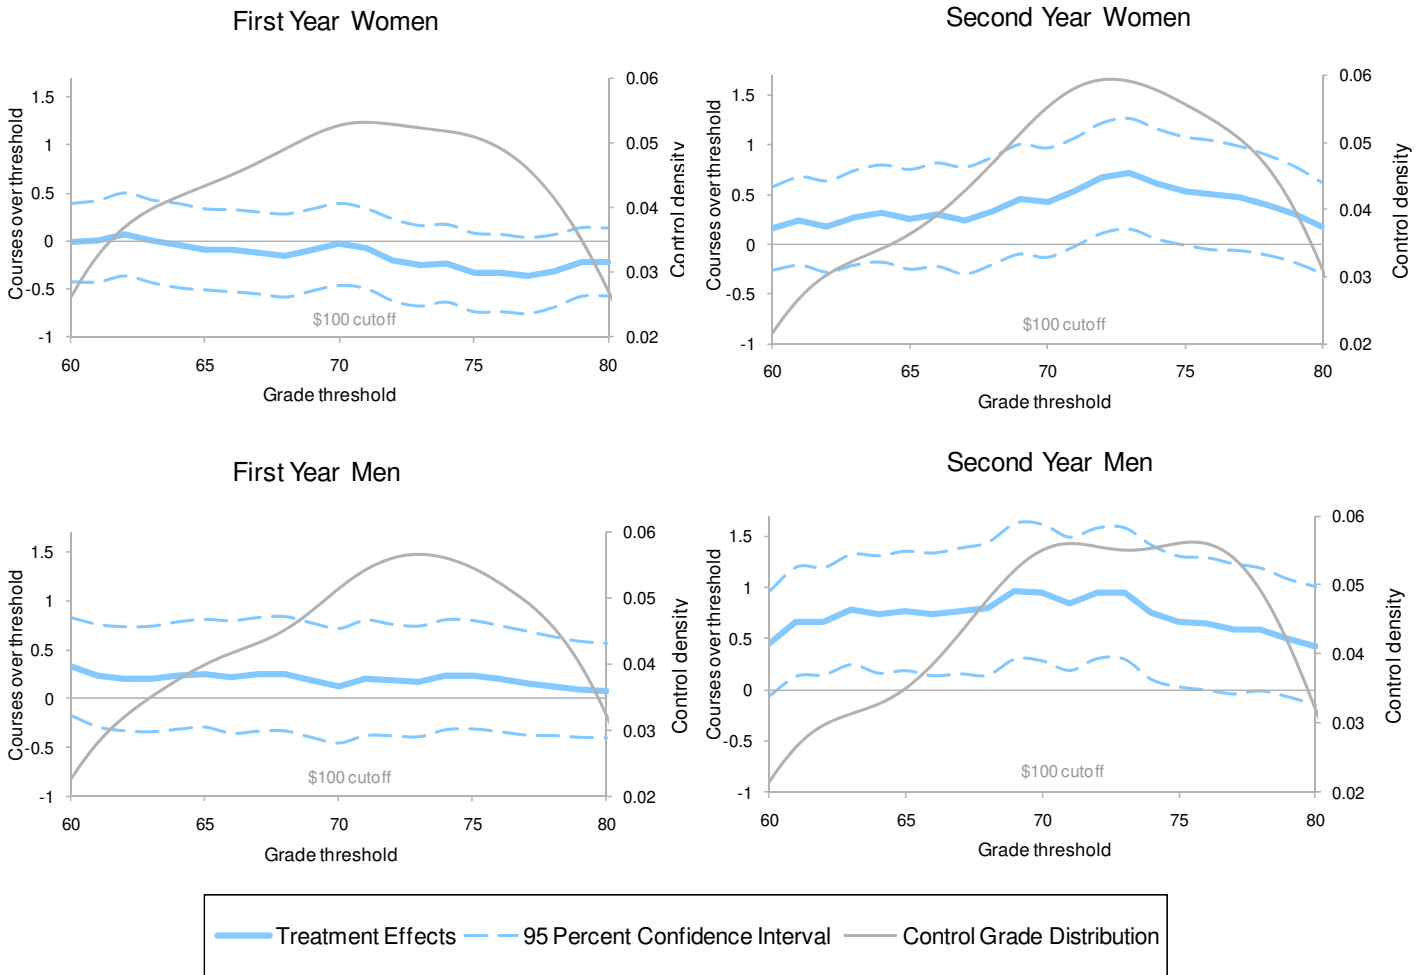 First Year Women
Courses over threshold
1.5
1
0.5
0
-0.5
-1
0.06
0.05
0.04
0.03
0.02
Control density
$100 cutoff
60 65 70 75 80
Grade threshold
Second Year Women
Courses over threshold
1.5
1
0.5
0
-0.5
-1
0.06
0.05
0.04
0.03
0.02
Control density
$100 cutoff
60 65 70 75 80
Grade threshold
First Year Men
Courses over threshold
1.5
1
0.5
0
-0.5
-1
0.06
0.05
0.04
0.03
0.02
Control density
$100 cutoff
60 65 70 75 80
Grade threshold
Second Year Men
Courses over threshold
1.5
1
0.5
0
-0.5
-1
0.06
0.05
0.04
0.03
0.02
Control density
$100 cutoff
60 65 70 75 80
Grade threshold
Treatment Effects 95 Percent Confidence Interval Control Grade Distribution